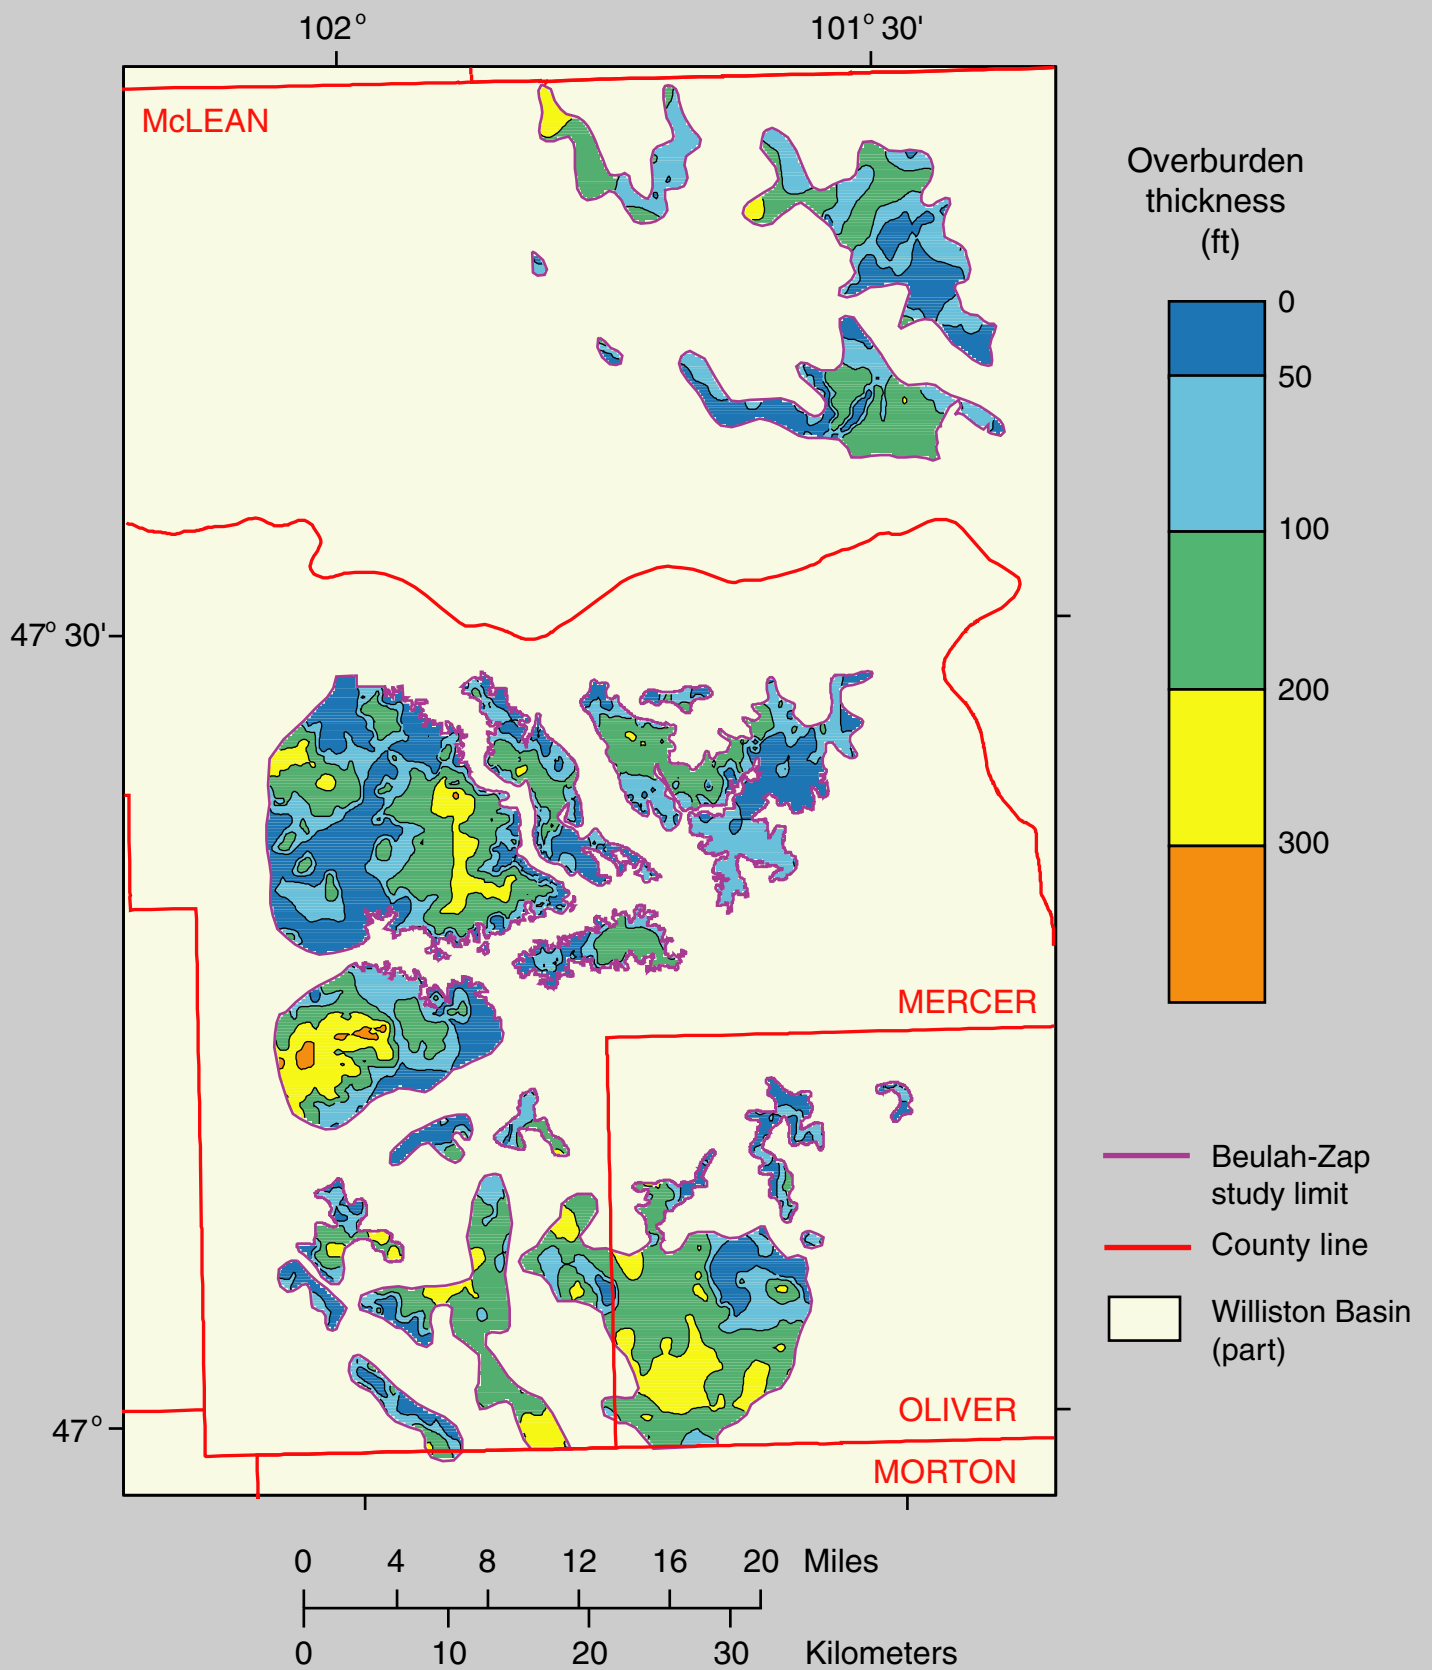 102°
101° 30'
McLEAN
47° 30'
47°
MERCER
OLIVER
MORTON
Overburden
thickness
(ft)
0
50
100
200
300
Beulah-Zap
study limit
County line
Williston Basin
(part)
0 4 8 12 16 20 Miles
0 10 20 30 Kilometers